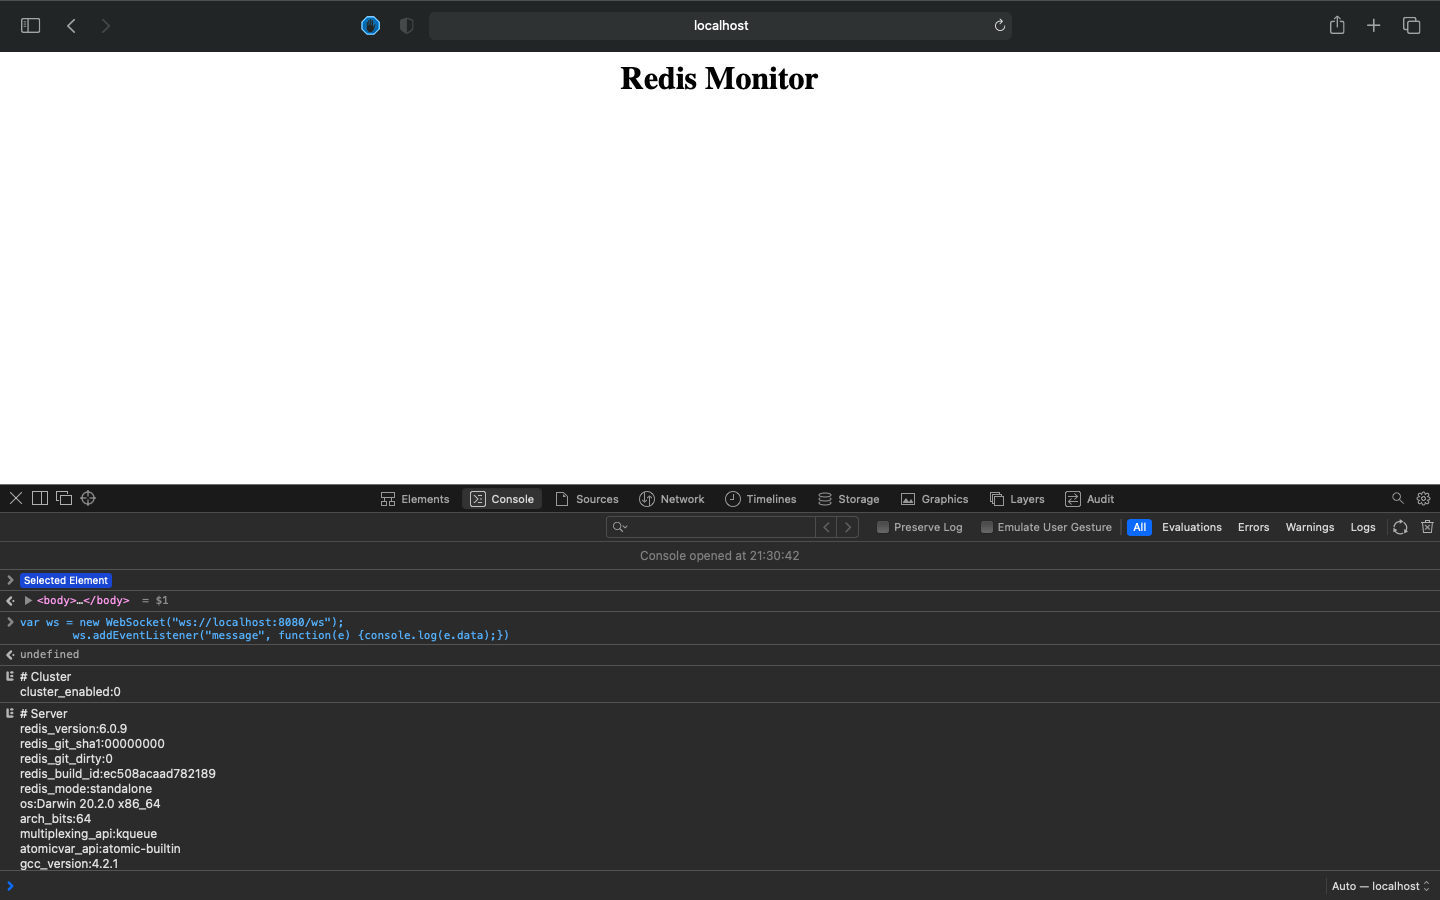 localhost
Redis Monitor
Elements Console Sources Network Timelines Storage Graphics Layers Audit
Preserve Log Emulate User Gesture All Evaluations Errors Warnings Logs
Console opened at 21:30:42
Selected Element
<body>…</body> = $1
var ws = new WebSocket("ws://localhost:8080/ws");
ws.addEventListener("message", function(e) {console.log(e.data);})
undefined
# Cluster
cluster_enabled:0
# Server
redis_version:6.0.9
redis_git_sha1:00000000
redis_git_dirty:0
redis_build_id:ec508acaad782189
redis_mode:standalone
os:Darwin 20.2.0 x86_64
arch_bits:64
multiplexing_api:kqueue
atomicvar_api:atomic-builtin
gcc_version:4.2.1
Auto — localhost